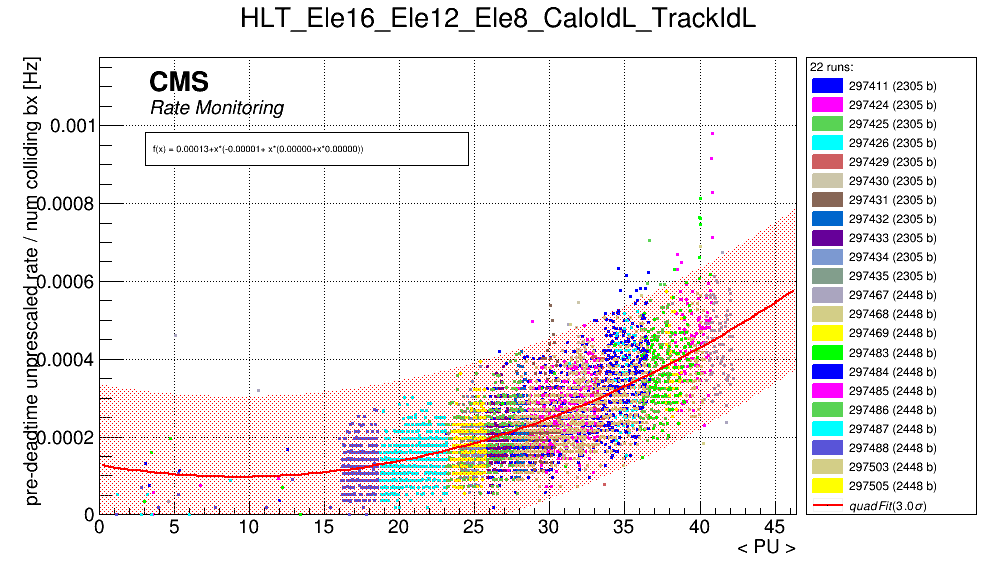 HLT_Ele16_Ele12_Ele8_CaloIdL_TrackIdL
pre-deadtime unprescaled rate / num colliding bx [Hz]
CMS
Rate Monitoring
f(x) = 0.00013+x*(-0.00001+ x*(0.00000+x*0.00000))
0.001
0.0008
0.0006
0.0004
0.0002
0
0 5 10 15 20 25 30 35 40 45
< PU >
22 runs:
297411 (2305 b)
297424 (2305 b)
297425 (2305 b)
297426 (2305 b)
297429 (2305 b)
297430 (2305 b)
297431 (2305 b)
297432 (2305 b)
297433 (2305 b)
297434 (2305 b)
297435 (2305 b)
297467 (2448 b)
297468 (2448 b)
297469 (2448 b)
297483 (2448 b)
297484 (2448 b)
297485 (2448 b)
297486 (2448 b)
297487 (2448 b)
297488 (2448 b)
297503 (2448 b)
297505 (2448 b)
quadFit(3.0σ)